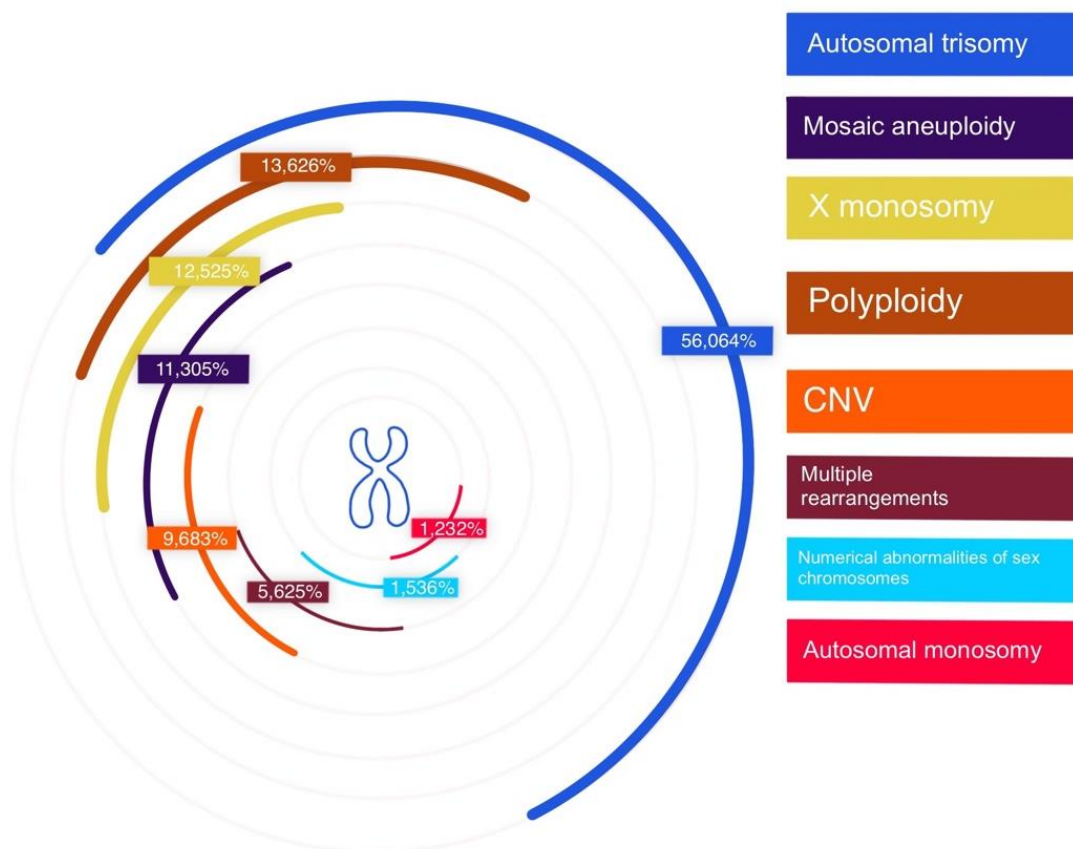 Autosomal trisomy
Mosaic aneuploidy
X monosomy
Polyploidy
CNV
Multiple
rearrangements
Numerical abnormalities of sex
chromosomes
Autosomal monosomy
13,626%
12,525%
56,064%
11,305%
9,683%
1,232%
5,625%
1,536%